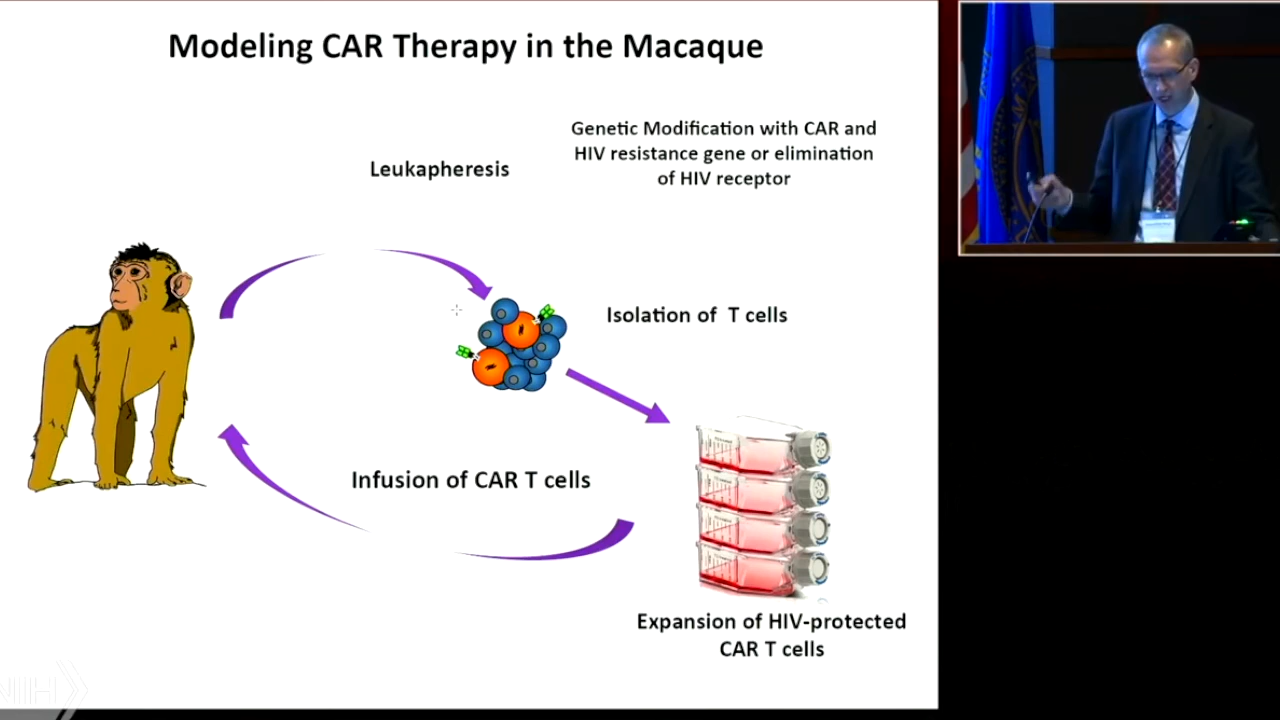 Modeling CAR Therapy in the Macaque
Genetic Modification with CAR and
HIV resistance gene or elimination
of HIV receptor
Leukapheresis
Isolation of T cells
Infusion of CAR T cells
Expansion of HIV-protected
CAR T cells
NIH